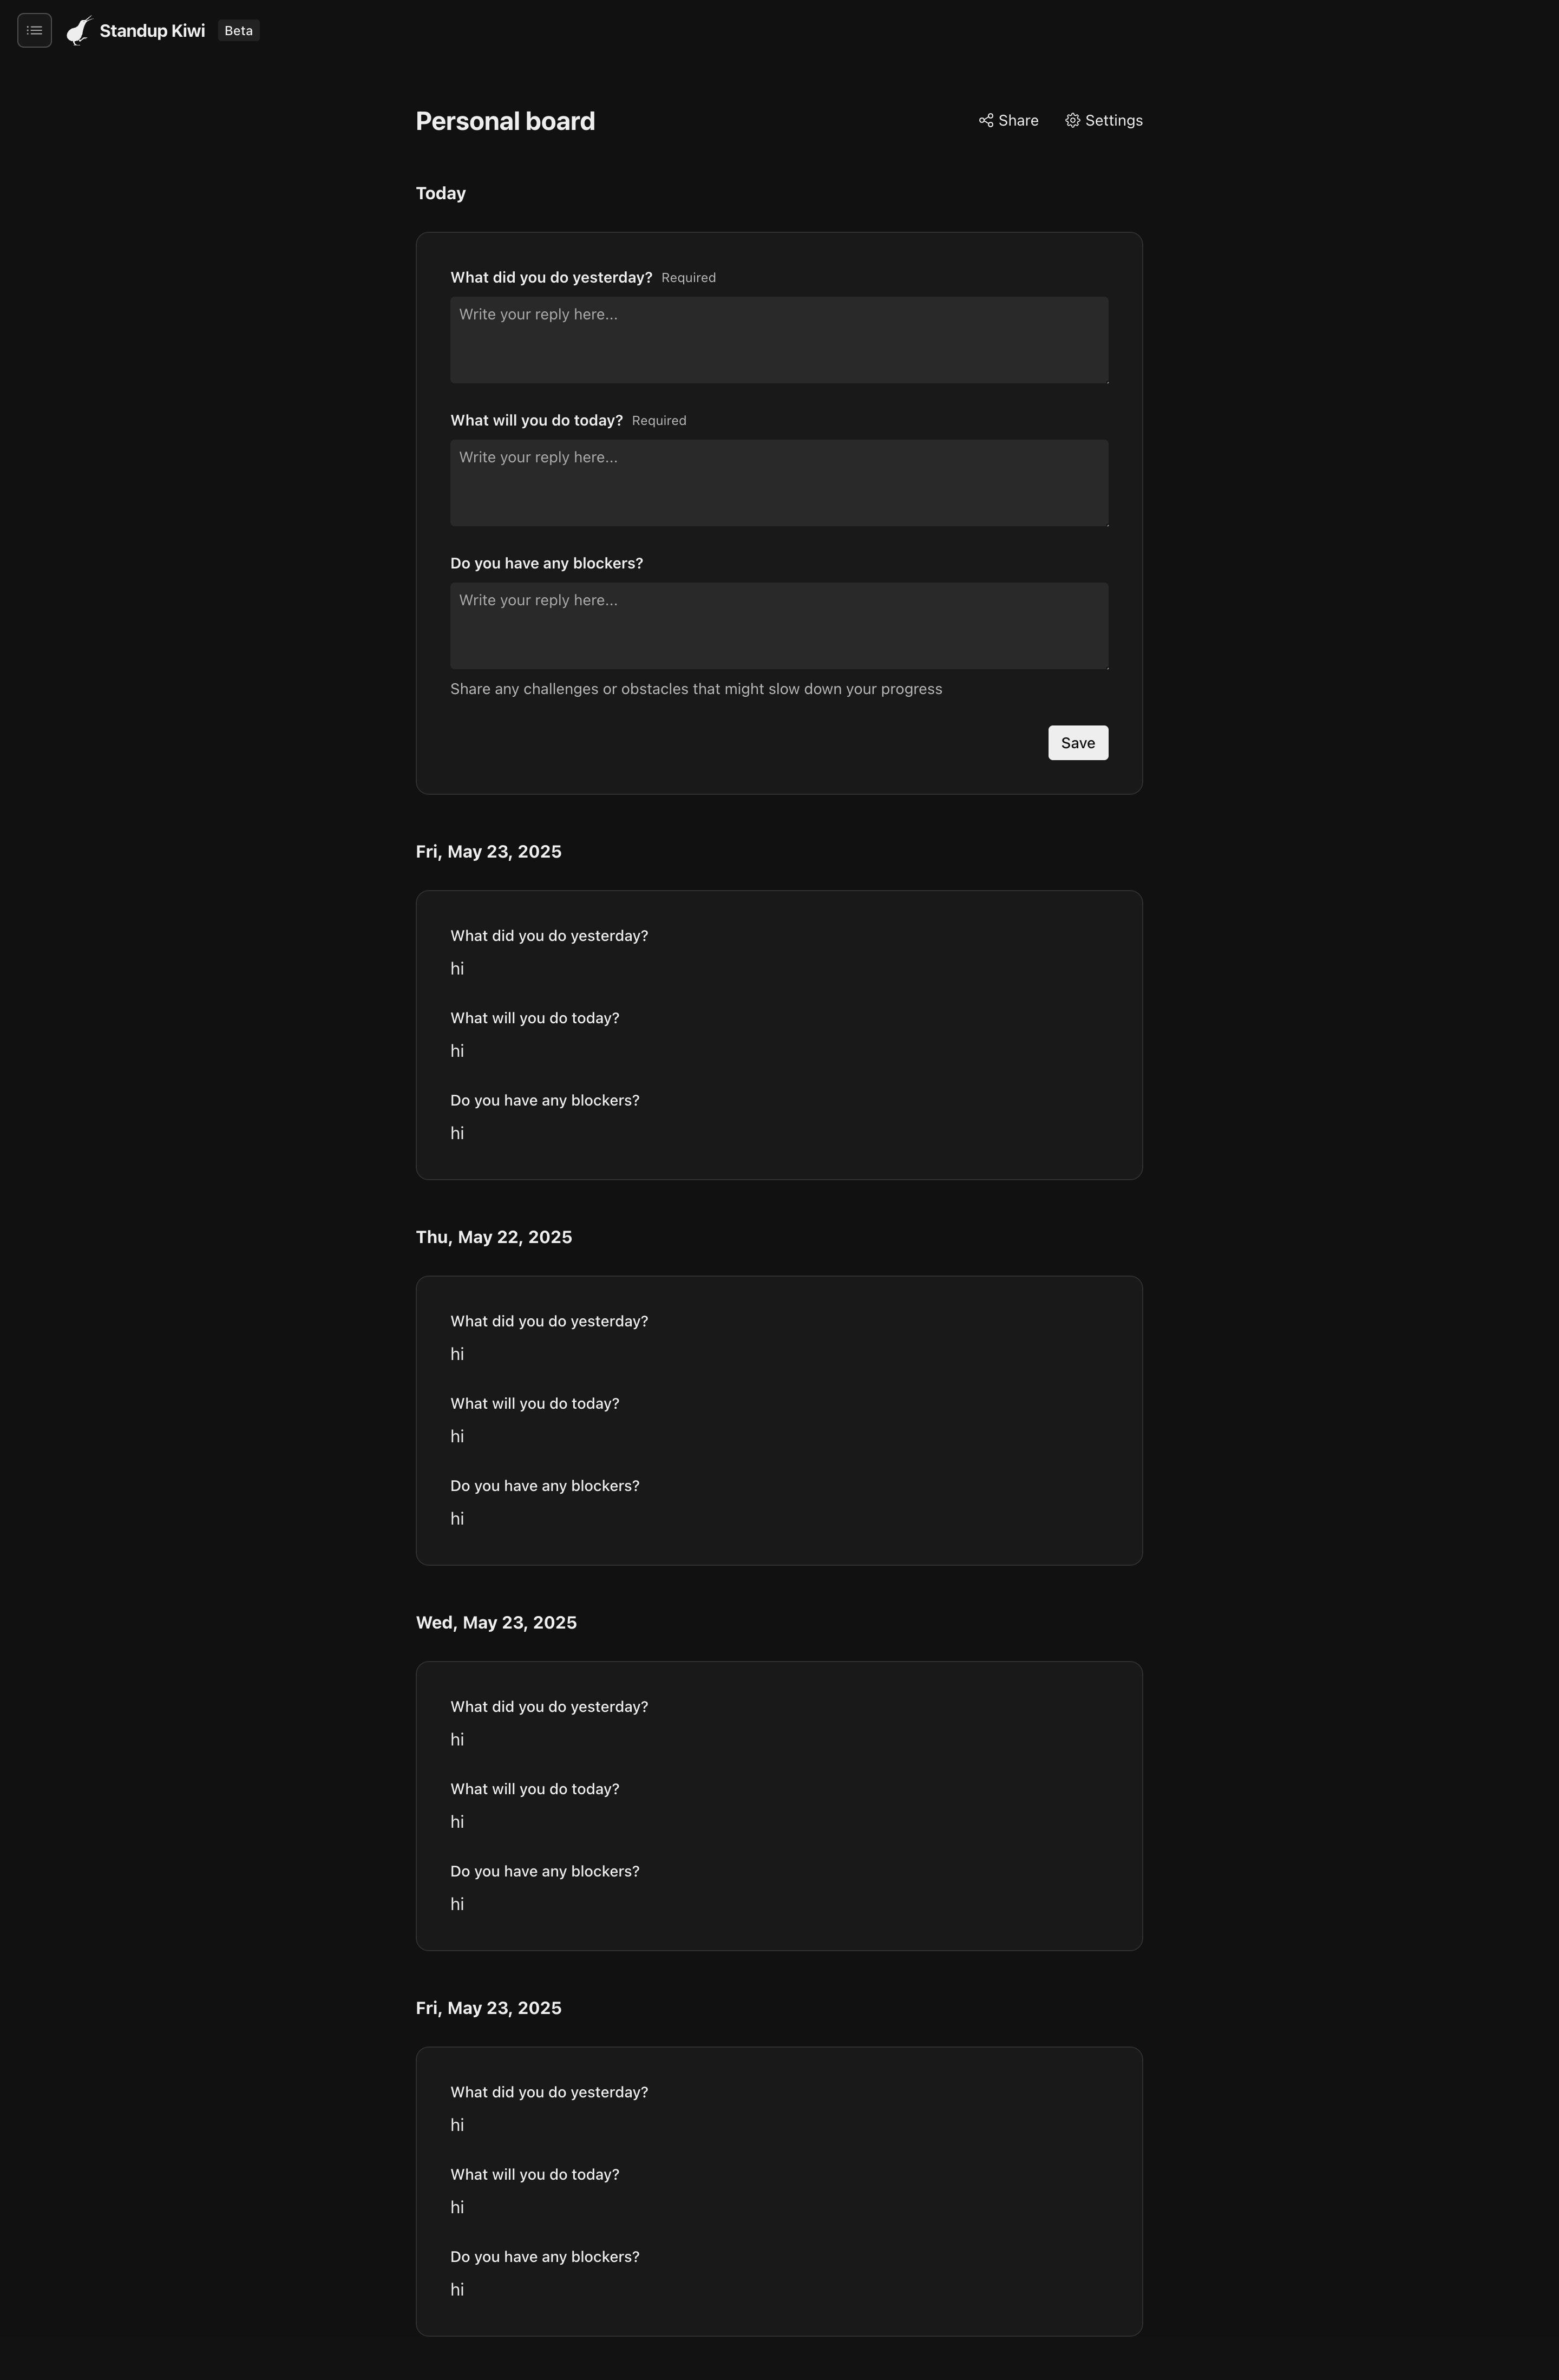 Standup Kiwi Beta
Personal board
Share Settings
Today
What did you do yesterday? Required
Write your reply here...
What will you do today? Required
Write your reply here...
Do you have any blockers?
Write your reply here...
Share any challenges or obstacles that might slow down your progress
Save
Fri, May 23, 2025
What did you do yesterday?
hi
What will you do today?
hi
Do you have any blockers?
hi
Thu, May 22, 2025
What did you do yesterday?
hi
What will you do today?
hi
Do you have any blockers?
hi
Wed, May 23, 2025
What did you do yesterday?
hi
What will you do today?
hi
Do you have any blockers?
hi
Fri, May 23, 2025
What did you do yesterday?
hi
What will you do today?
hi
Do you have any blockers?
hi